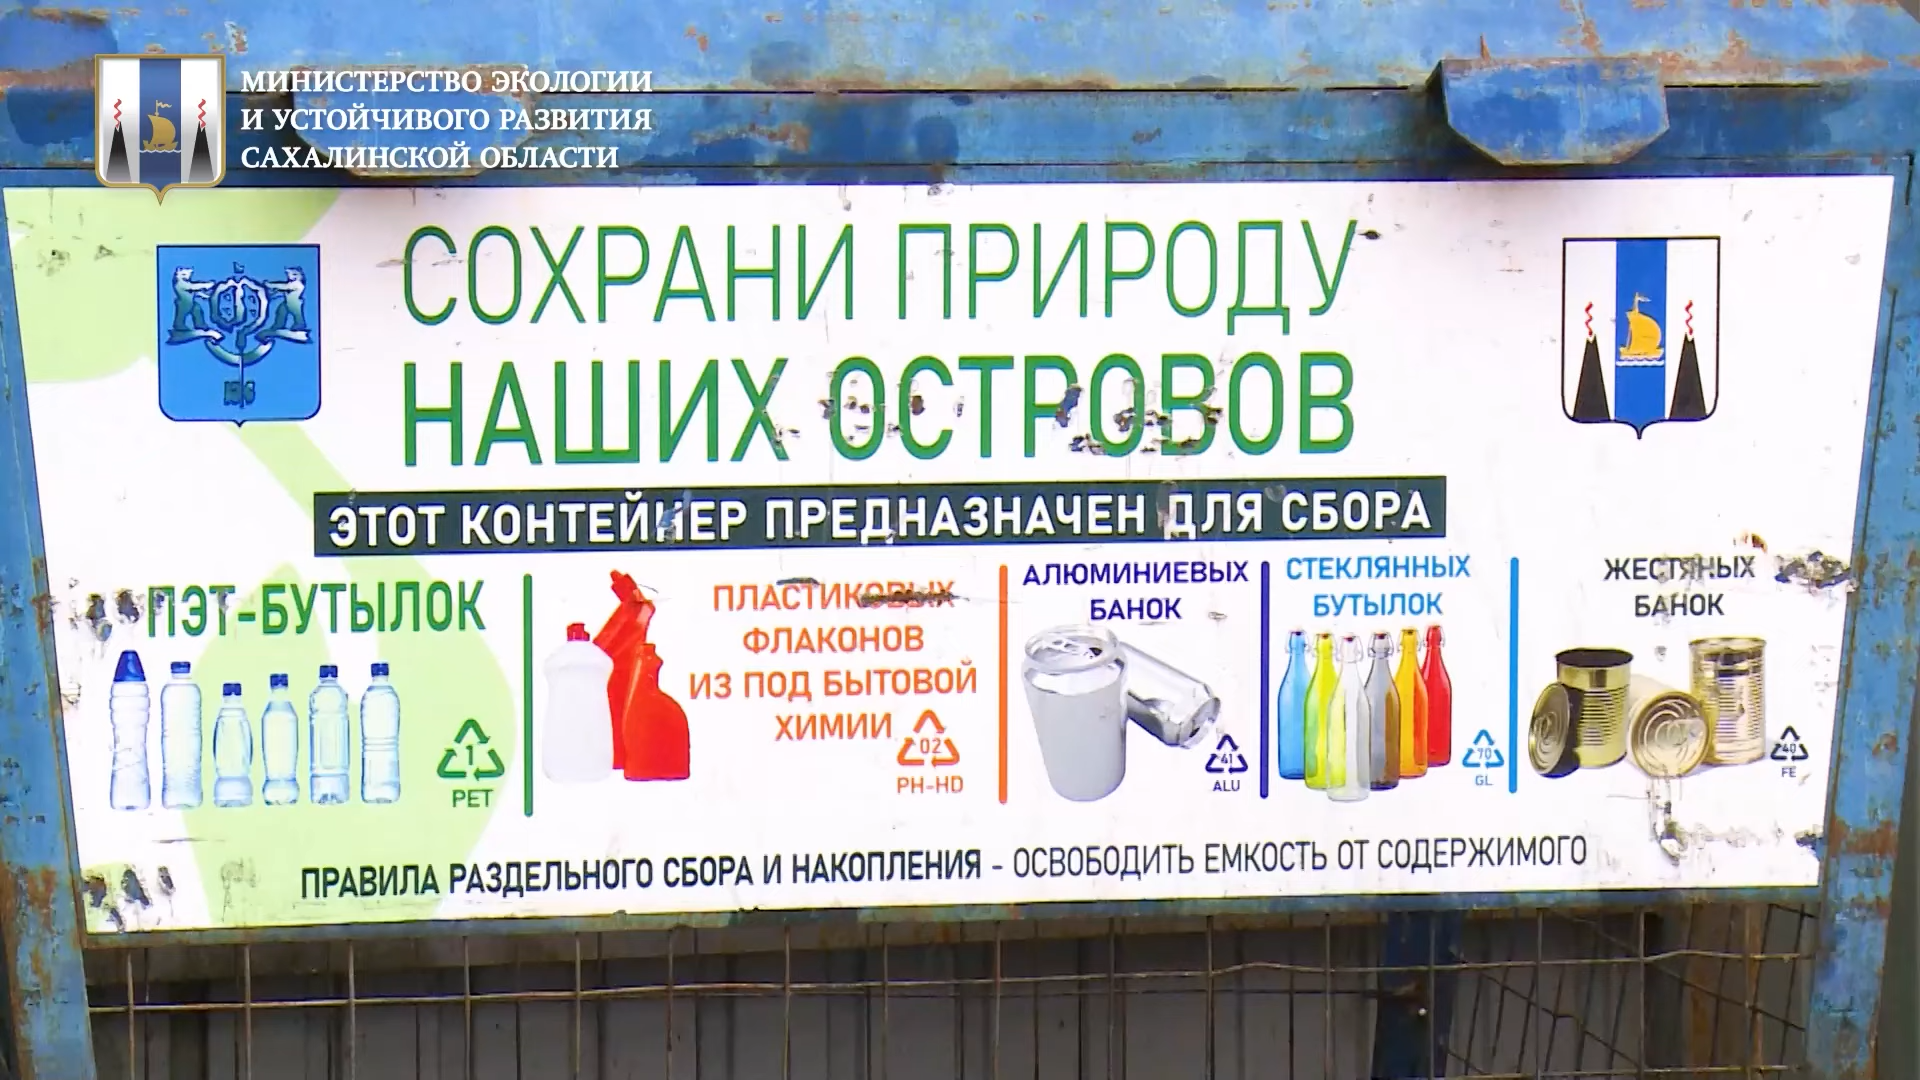 МИНИСТЕРСТВО ЭКОЛОГИИ
И УСТОЙЧИВОГО РАЗВИТИЯ
САХАЛИНСКОЙ ОБЛАСТИ
СОХРАНИ ПРИРОДУ
НАШИХ ОСТРОВОВ
ЭТОТ КОНТЕЙНЕР ПРЕДНАЗНАЧЕН ДЛЯ СБОРА
ПЭТ-БУТЫЛОК
1
PET
ПЛАСТИКОВЫХ
ФЛАКОНОВ
ИЗ ПОД БЫТОВОЙ
ХИМИИ
02
PH-HD
АЛЮМИНИЕВЫХ
БАНОК
41
ALU
СТЕКЛЯННЫХ
БУТЫЛОК
70
GL
ЖЕСТЯНЫХ
БАНОК
40
FE
ПРАВИЛА РАЗДЕЛЬНОГО СБОРА И НАКОПЛЕНИЯ - ОСВОБОДИТЬ ЕМКОСТЬ ОТ СОДЕРЖИМОГО